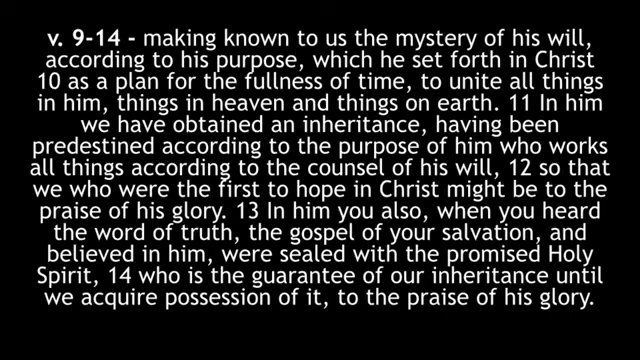 v. 9-14 - making known to us the mystery of his will,
according to his purpose, which he set forth in Christ
10 as a plan for the fullness of time, to unite all things
in him, things in heaven and things on earth. 11 In him
we have obtained an inheritance, having been
predestined according to the purpose of him who works
all things according to the counsel of his will, 12 so that
we who were the first to hope in Christ might be to the
praise of his glory. 13 In him you also, when you heard
the word of truth, the gospel of your salvation, and
believed in him, were sealed with the promised Holy
Spirit, 14 who is the guarantee of our inheritance until
we acquire possession of it, to the praise of his glory.